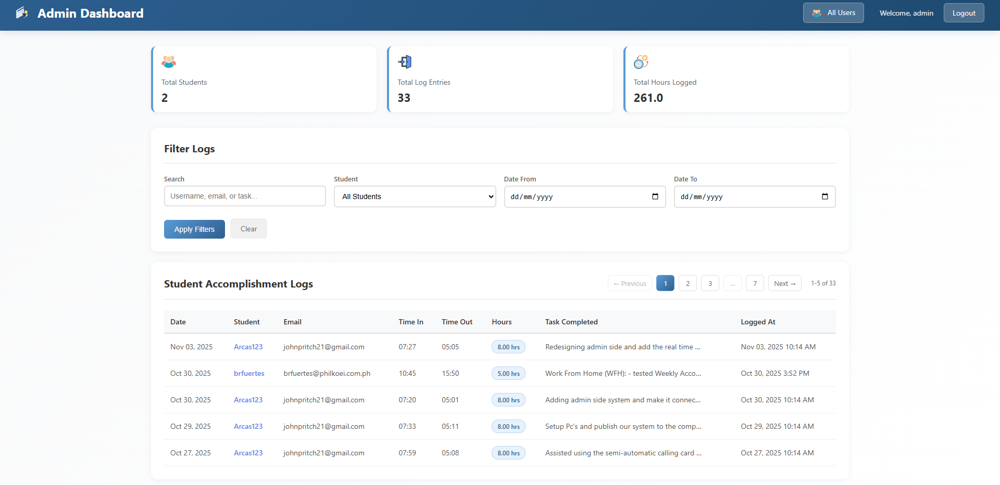 Admin Dashboard
All Users
Welcome, admin
Logout
Total Students
2
Total Log Entries
33
Total Hours Logged
261.0
Filter Logs
Search
Username, email, or task...
Student
All Students
Date From
dd/mm/yyyy
Date To
dd/mm/yyyy
Apply Filters
Clear
Student Accomplishment Logs
← Previous 1 2 3 ... 7 Next → 1-5 of 33
Date Student Email Time In Time Out Hours Task Completed Logged At
Nov 03, 2025 Arcas123 johnpritch21@gmail.com 07:27 05:05 8.00 hrs Redesigning admin side and add the real time ... Nov 03, 2025 10:14 AM
Oct 30, 2025 brfuertes brfuertes@philkoei.com.ph 10:45 15:50 5.00 hrs Work From Home (WFH): - tested Weekly Acco... Oct 30, 2025 3:52 PM
Oct 30, 2025 Arcas123 johnpritch21@gmail.com 07:20 05:01 8.00 hrs Adding admin side system and make it connec... Oct 30, 2025 10:14 AM
Oct 29, 2025 Arcas123 johnpritch21@gmail.com 07:33 05:11 8.00 hrs Setup Pc's and publish our system to the comp... Oct 29, 2025 10:14 AM
Oct 27, 2025 Arcas123 johnpritch21@gmail.com 07:59 05:08 8.00 hrs Assisted using the semi-automatic calling card ... Oct 27, 2025 10:14 AM